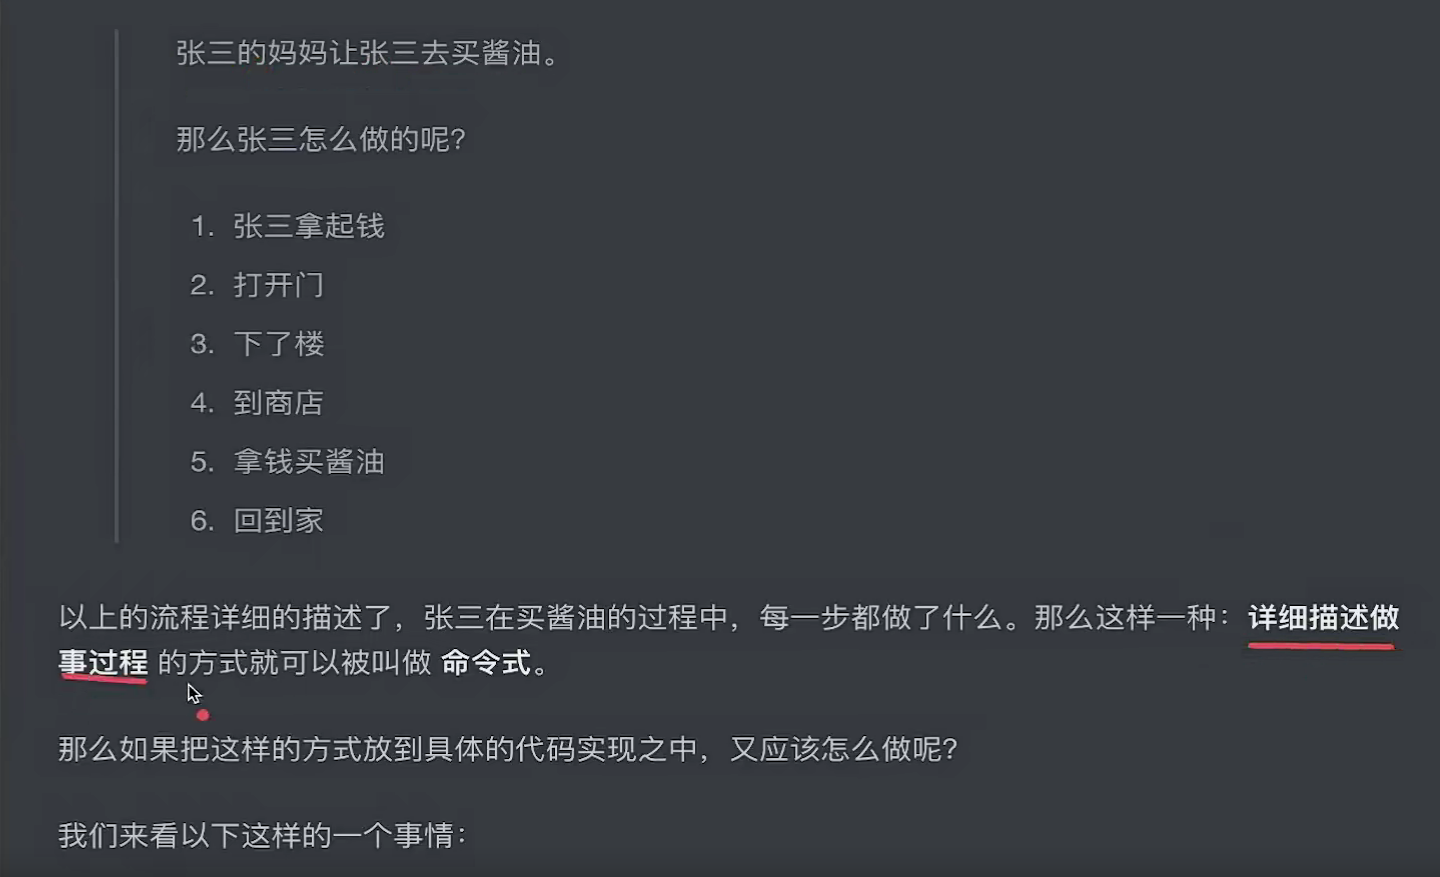 张三的妈妈让张三去买酱油。
那么张三怎么做的呢？
1. 张三拿起钱
2. 打开门
3. 下了楼
4. 到商店
5. 拿钱买酱油
6. 回到家
以上的流程详细的描述了，张三在买酱油的过程中，每一步都做了什么。那么这样一种：详细描述做
事过程 的方式就可以被叫做 命令式。
那么如果把这样的方式放到具体的代码实现之中，又应该怎么做呢？
我们来看以下这样的一个事情：